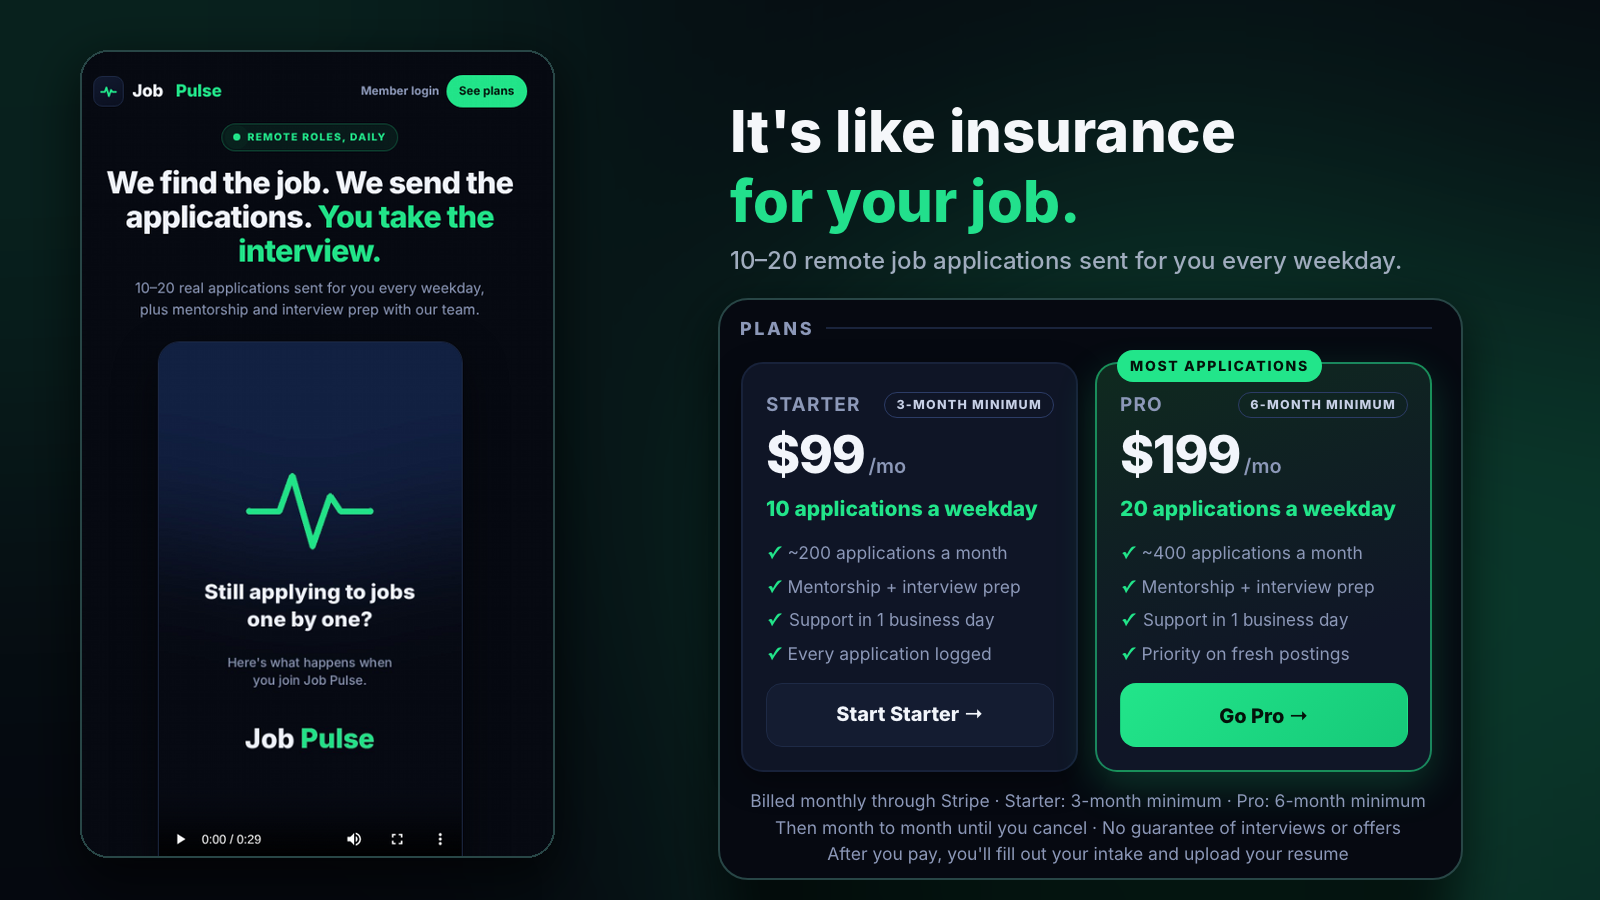 Job Pulse
Member login
See plans
REMOTE ROLES, DAILY
We find the job. We send the
applications. You take the
interview.
10–20 real applications sent for you every weekday,
plus mentorship and interview prep with our team.
Still applying to jobs
one by one?
Here's what happens when
you join Job Pulse.
Job Pulse
0:00 / 0:29
It's like insurance
for your job.
10–20 remote job applications sent for you every weekday.
PLANS
STARTER
3-MONTH MINIMUM
$99 /mo
10 applications a weekday
✓ ~200 applications a month
✓ Mentorship + interview prep
✓ Support in 1 business day
✓ Every application logged
Start Starter →
MOST APPLICATIONS
PRO
6-MONTH MINIMUM
$199 /mo
20 applications a weekday
✓ ~400 applications a month
✓ Mentorship + interview prep
✓ Support in 1 business day
✓ Priority on fresh postings
Go Pro →
Billed monthly through Stripe · Starter: 3-month minimum · Pro: 6-month minimum
Then month to month until you cancel · No guarantee of interviews or offers
After you pay, you'll fill out your intake and upload your resume